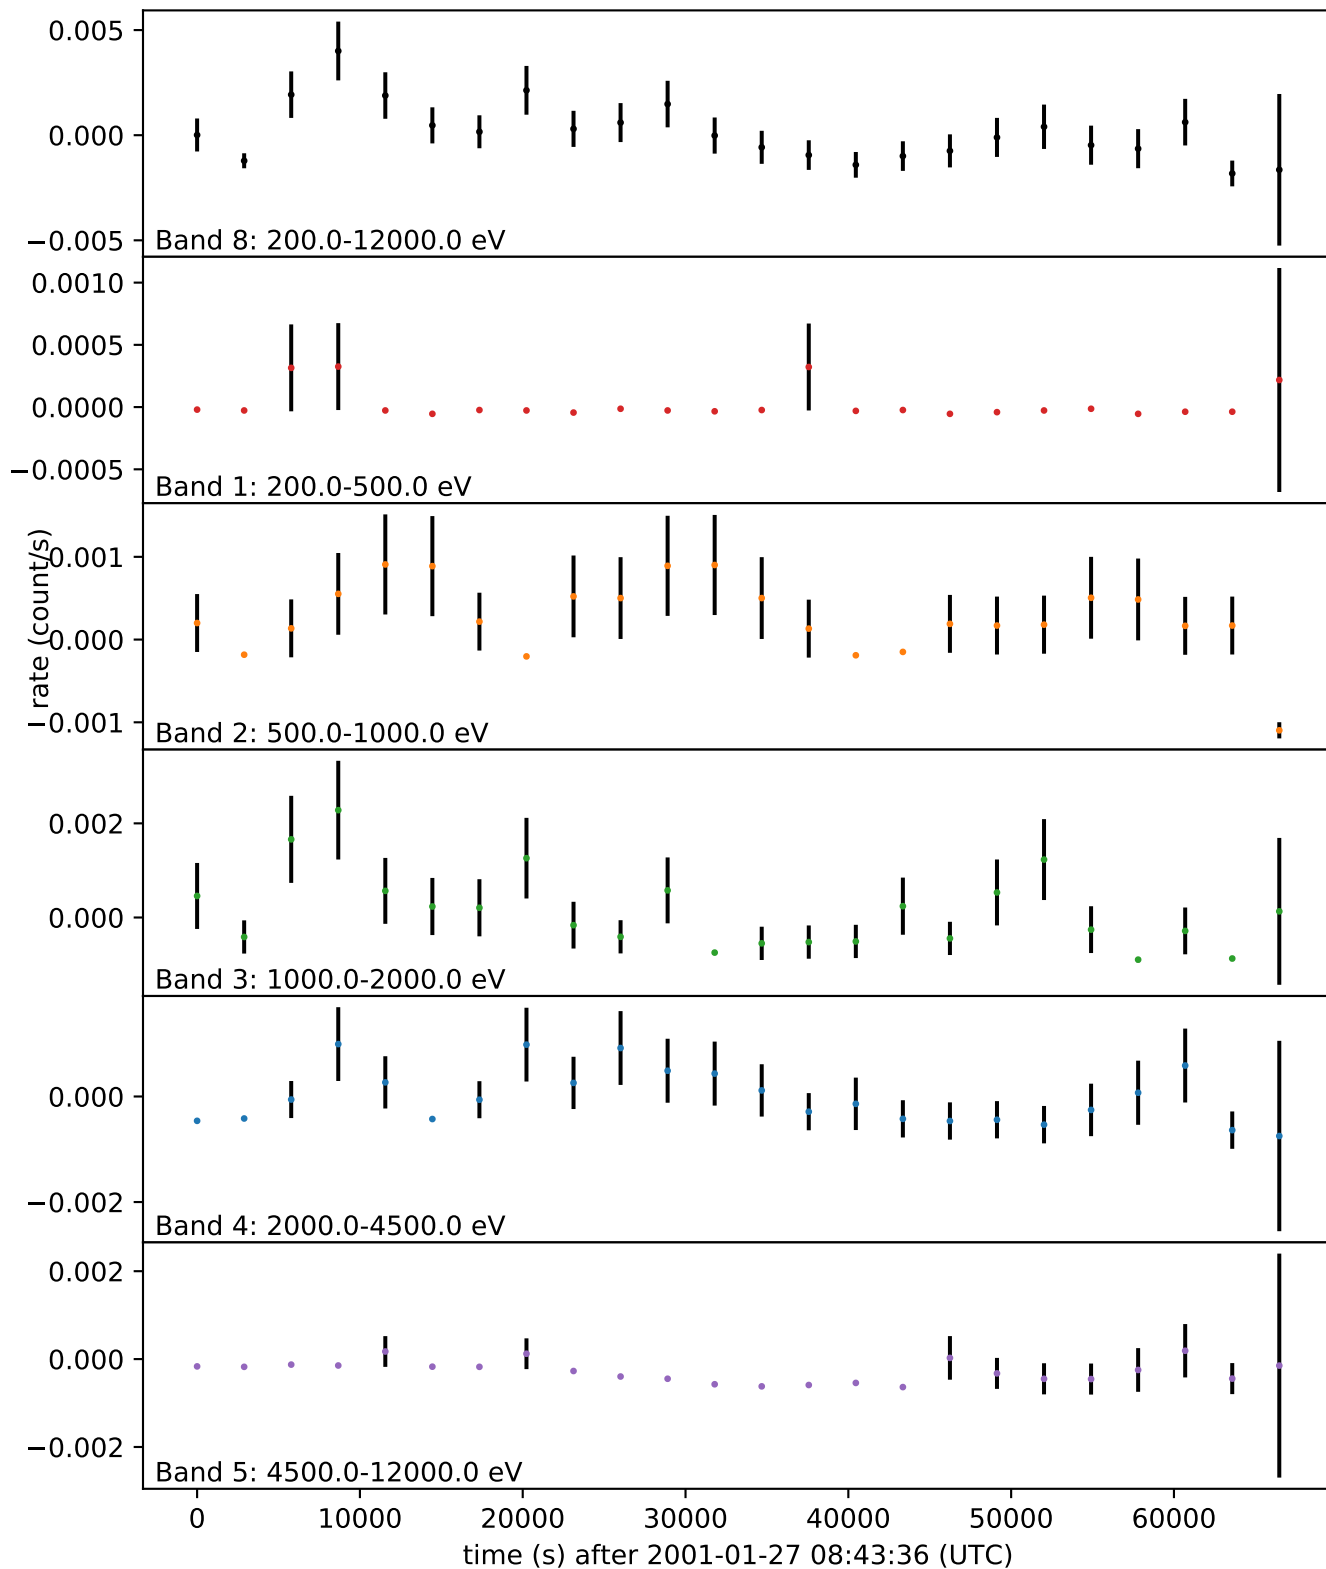 0.005
0.000
−0.005
Band 8: 200.0-12000.0 eV
0.0010
0.0005
0.0000
−0.0005
Band 1: 200.0-500.0 eV
rate (count/s)
0.001
0.000
−0.001
Band 2: 500.0-1000.0 eV
0.002
0.000
Band 3: 1000.0-2000.0 eV
0.000
−0.002
Band 4: 2000.0-4500.0 eV
0.002
0.000
−0.002
Band 5: 4500.0-12000.0 eV
0 10000 20000 30000 40000 50000 60000
time (s) after 2001-01-27 08:43:36 (UTC)